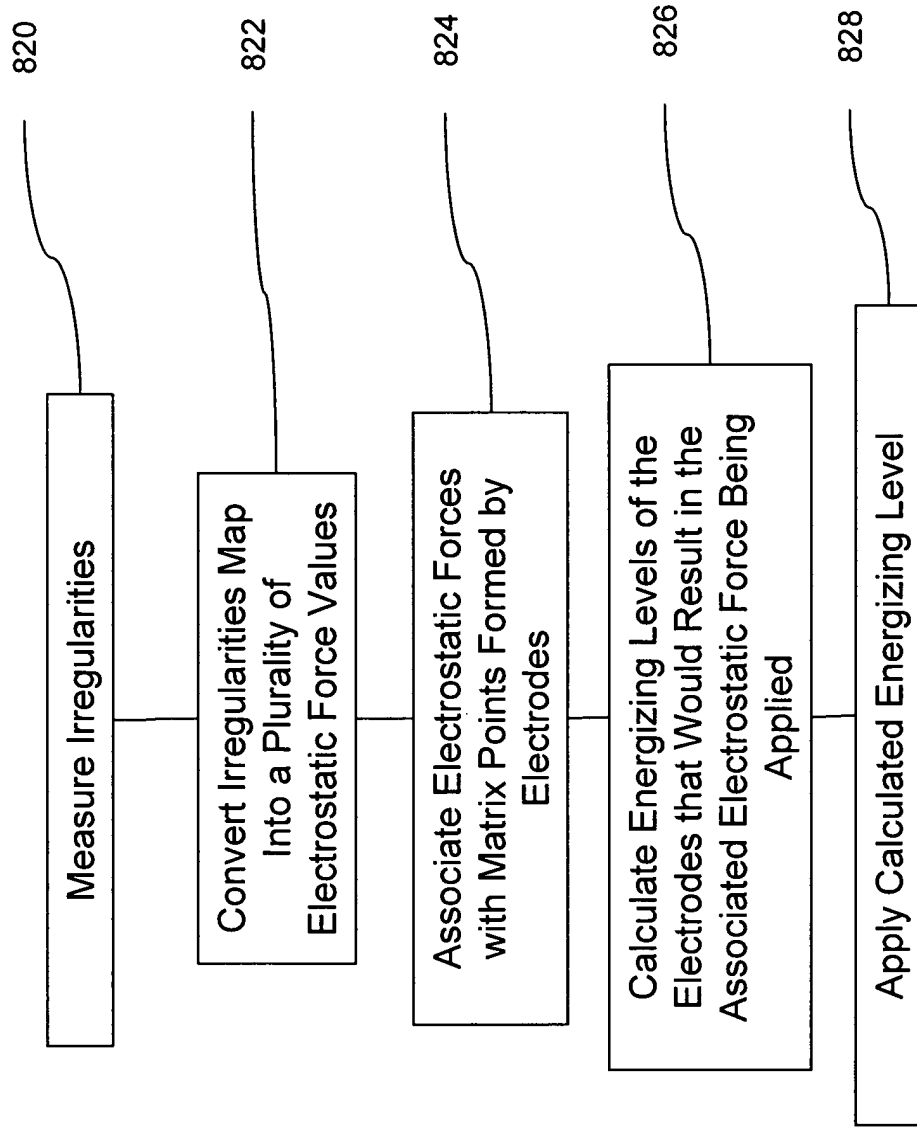 Measure Irregularities
820
Convert Irregularities Map
Into a Plurality of
Electrostatic Force Values
822
Associate Electrostatic Forces
with Matrix Points Formed by
Electrodes
824
Calculate Energizing Levels of the
Electrodes that Would Result in the
Associated Electrostatic Force Being
Applied
826
Apply Calculated Energizing Level
828